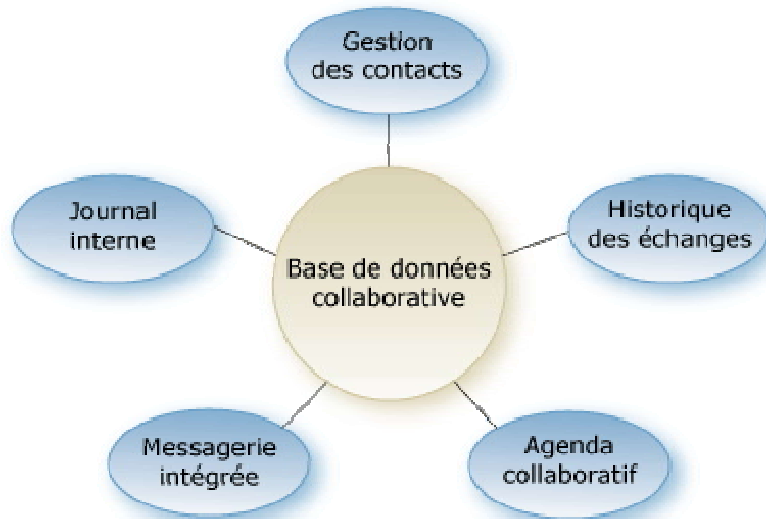 Gestion
des contacts
Journal
interne
Historique
des échanges
Base de données
collaborative
Messagerie
intégrée
Agenda
collaboratif